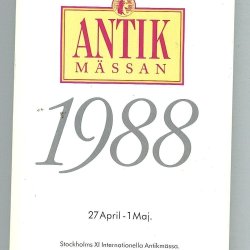 ANTIK
MÄSSAN
1988
27 April - 1 Maj.
Stockholms XI Internationella Antikmässa.